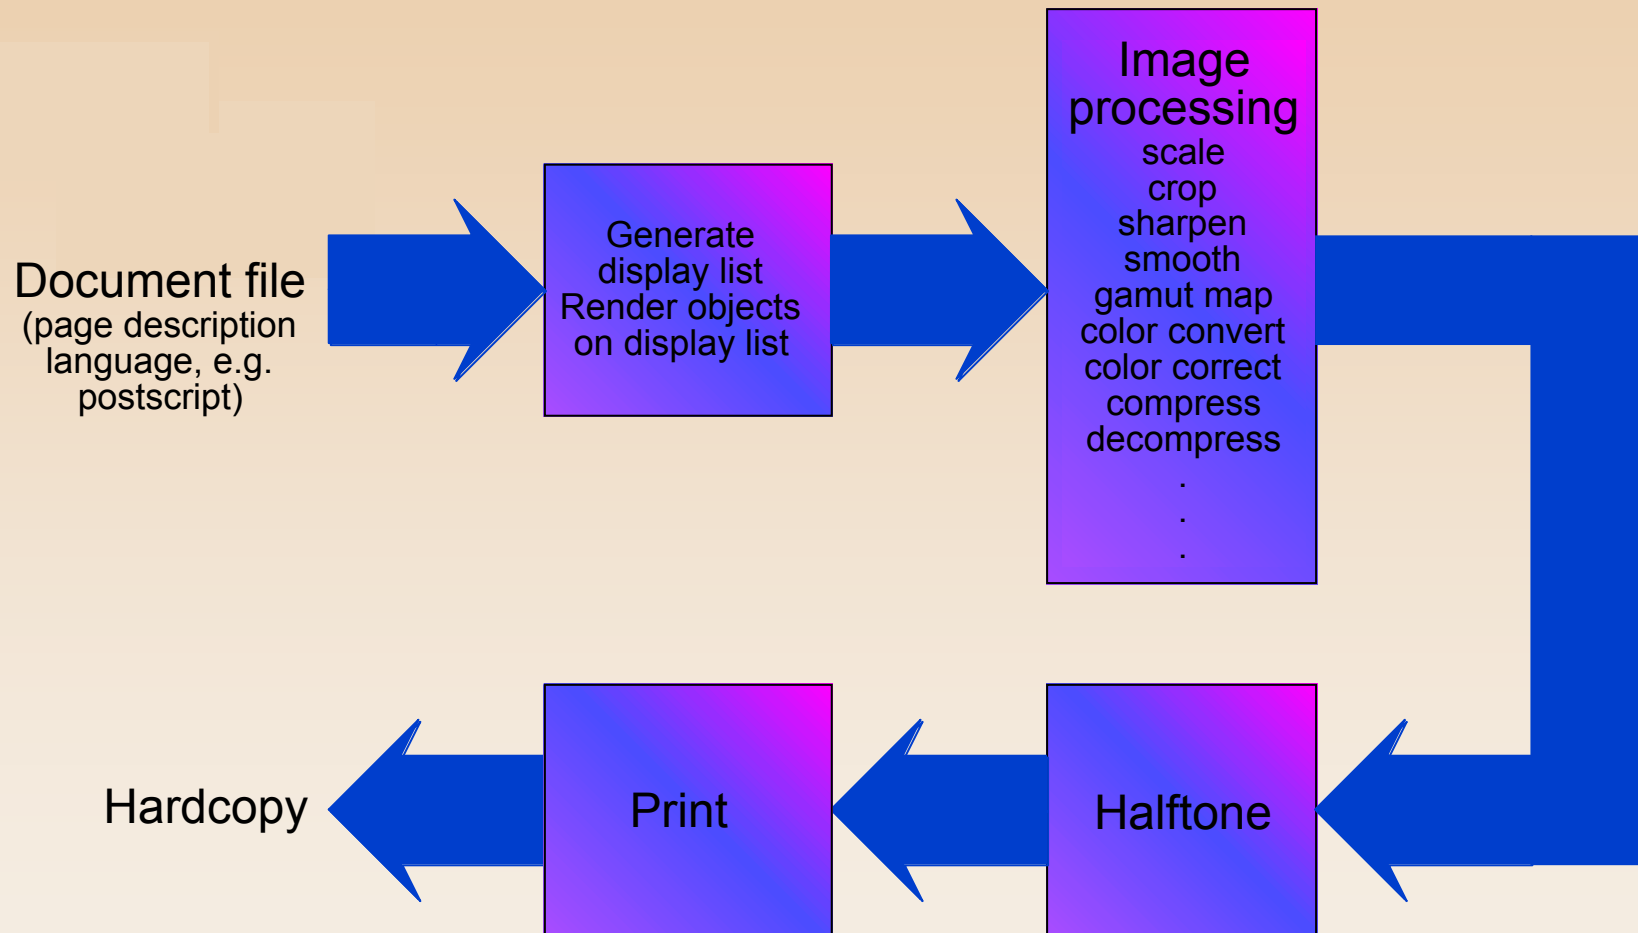 Document file
(page description
language, e.g.
postscript)
Generate
display list
Render objects
on display list
Image
processing
scale
crop
sharpen
smooth
gamut map
color convert
color correct
compress
decompress
.
.
.
Halftone
Print
Hardcopy